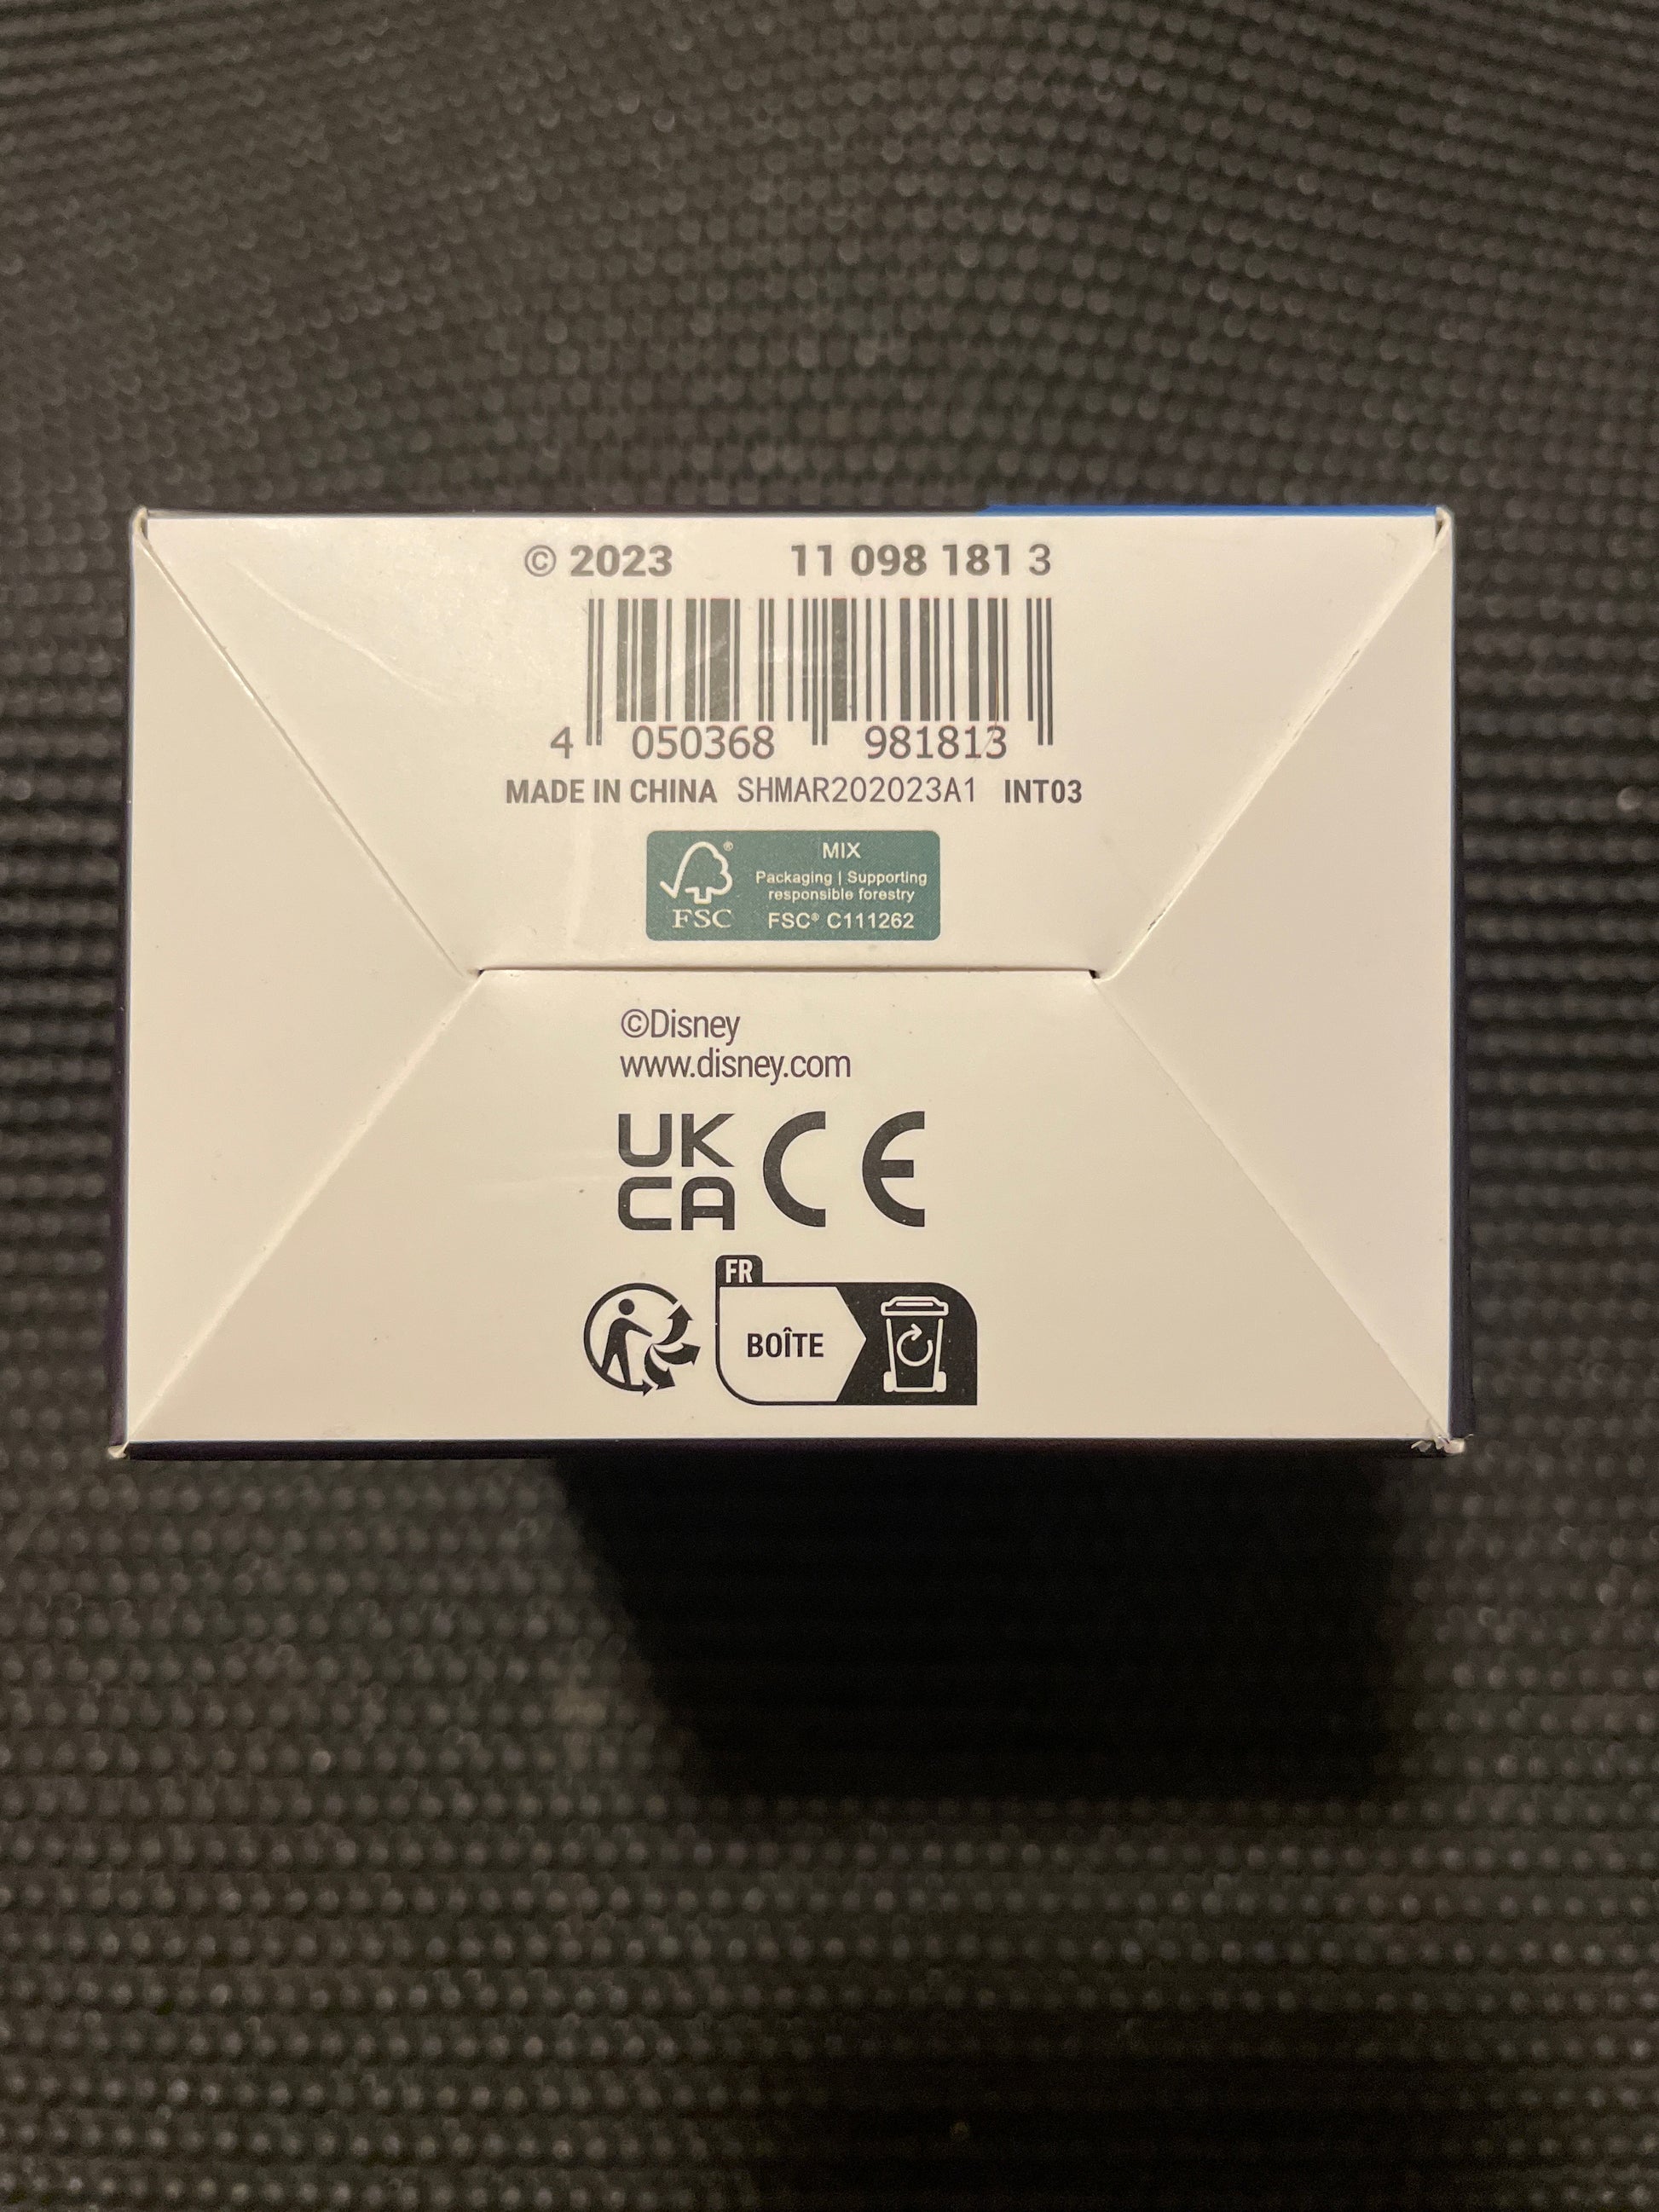 © 2023 11 098 181 3
4 050368 981813
MADE IN CHINA SHMAR202023A1 INT03
MIX
Packaging | Supporting
responsible forestry
FSC® C111262
FSC
©Disney
www.disney.com
UK
CA
CE
FR
BOÎTE